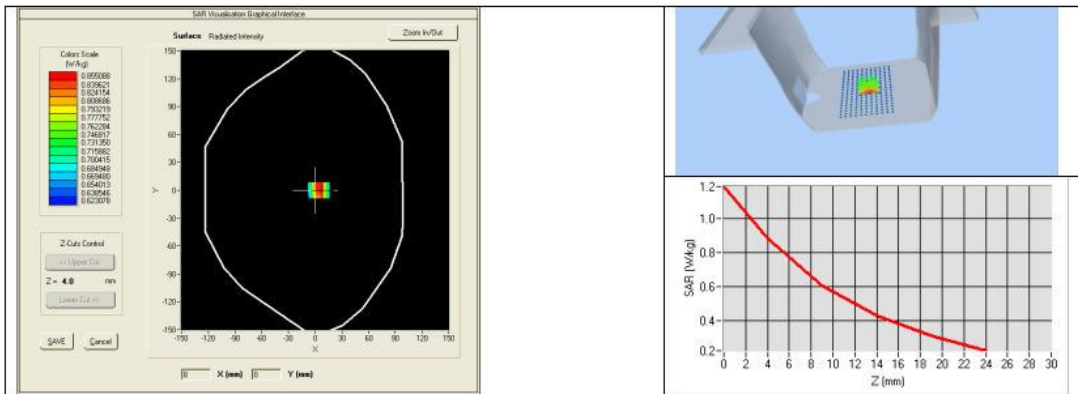 SAR Visualisation Graphical Interface
Surface Radiated Intensity
Zoom In/Out
Colors Scale
(W/kg)
0.855088
0.839621
0.824154
0.808686
0.793219
0.777752
0.762284
0.746817
0.731350
0.715882
0.700415
0.684948
0.669480
0.654013
0.638546
0.623078
Z-Cuts Control
<< Upper Cut
Z = 4.0 mm
Lower Cut >>
SAVE Cancel
150
120
90
60
30
0
-30
-60
-90
-120
-150
Y
-150 -120 -90 -60 -30 0 30 60 90 120 150
X
8 X (mm) 0 Y (mm)
1.2
1.0
0.8
0.6
0.4
0.2
SAR (W/kg)
0 2 4 6 8 10 12 14 16 18 20 22 24 26 28 30
Z (mm)